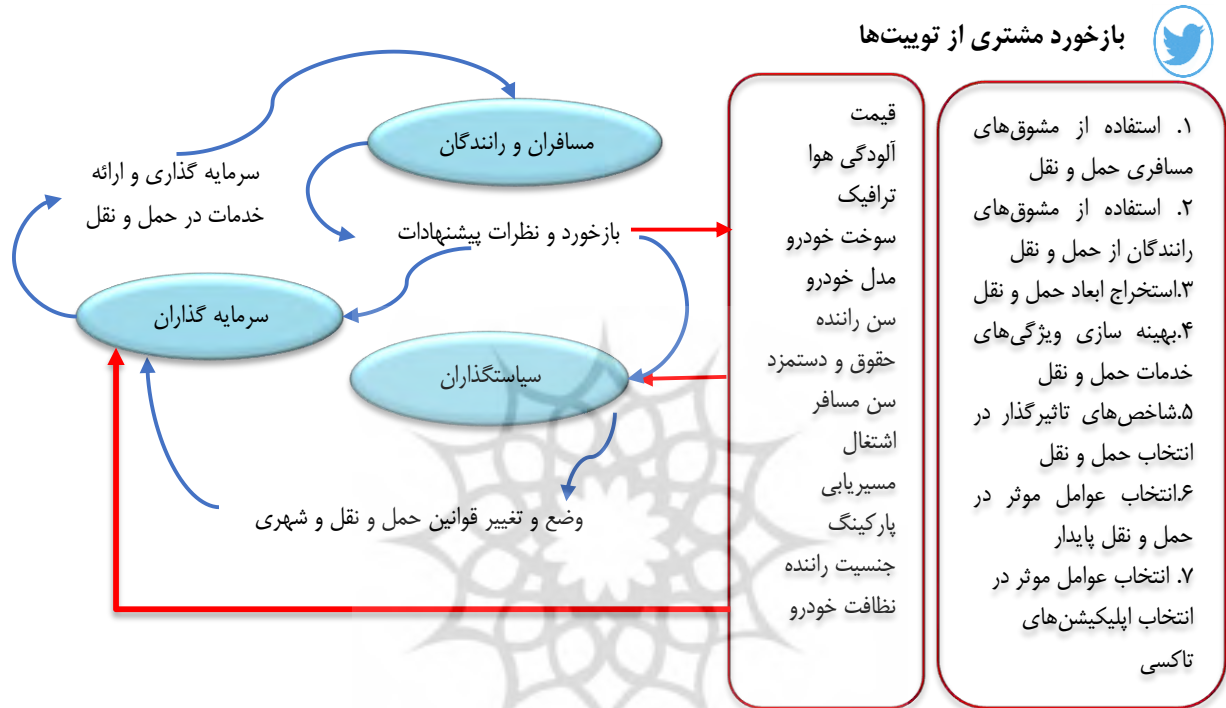 بازخورد مشتری از توییت‌ها
۱. استفاده از مشوق‌های
مسافری حمل و نقل
۲. استفاده از مشوق‌های
رانندگان از حمل و نقل
۳.استخراج ابعاد حمل و نقل
۴.بهینه سازی ویژگی‌های
خدمات حمل و نقل
۵.شاخص‌های تاثیرگذار در
انتخاب حمل و نقل
۶.انتخاب عوامل موثر در
حمل و نقل پایدار
۷. انتخاب عوامل موثر در
انتخاب اپلیکیشن‌های
تاکسی
قیمت
آلودگی هوا
ترافیک
سوخت خودرو
مدل خودرو
سن راننده
حقوق و دستمزد
سن مسافر
اشتغال
مسیریابی
پارکینگ
جنسیت راننده
نظافت خودرو
مسافران و رانندگان
سرمایه گذاری و ارائه
خدمات در حمل و نقل
بازخورد و نظرات پیشنهادات
سرمایه گذاران
سیاستگذاران
وضع و تغییر قوانین حمل و نقل و شهری